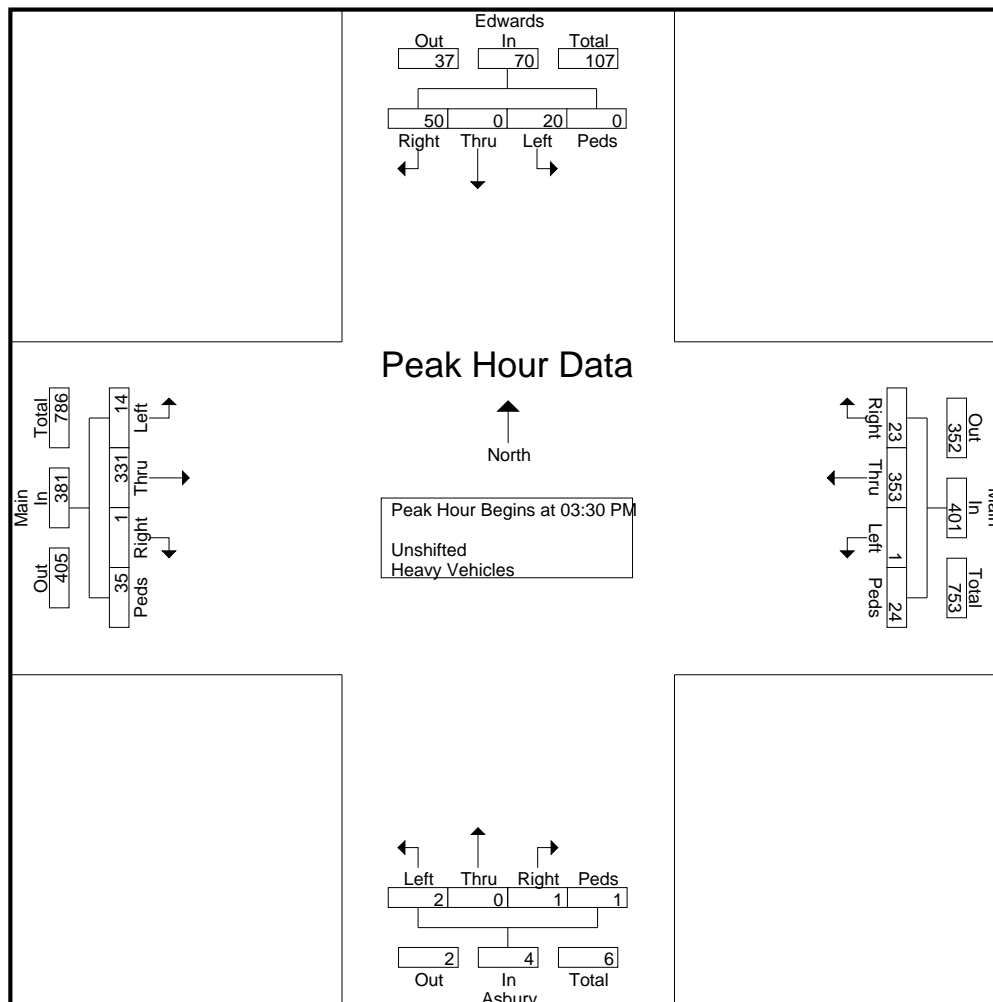 Edwards
Out In Total
37 70 107
50 0 20 0
Right Thru Left Peds
Peak Hour Data
North
Peak Hour Begins at 03:30 PM
Unshifted
Heavy Vehicles
Main
Total In Out
786 381 405
14 331 1 35
Left Thru Right Peds
Right Thru Left Peds
23 353 1 24
Out In Total
352 401 753
Main
Left Thru Right Peds
2 0 1 1
2 4 6
Out In Total
Asbury